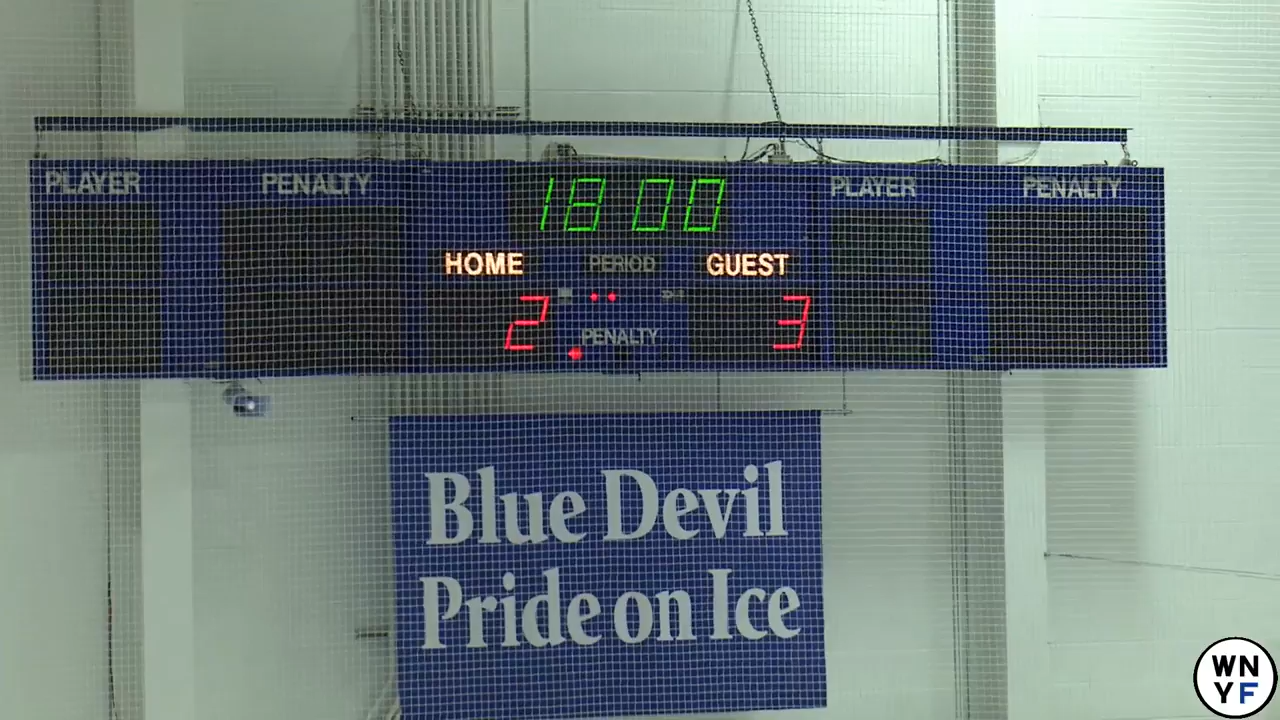 PLAYER PENALTY 18 00 PLAYER PENALTY
HOME PERIOD GUEST
2 3
PENALTY
Blue Devil
Pride on Ice
WN
YF